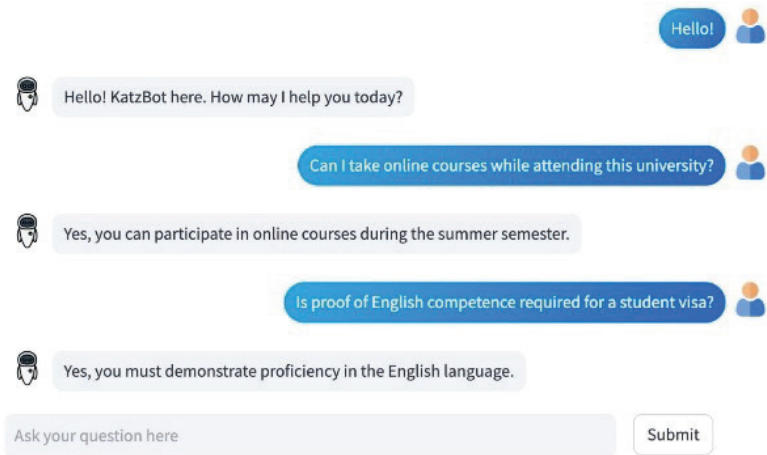 Hello!
Hello! KatzBot here. How may I help you today?
Can I take online courses while attending this university?
Yes, you can participate in online courses during the summer semester.
Is proof of English competence required for a student visa?
Yes, you must demonstrate proficiency in the English language.
Ask your question here
Submit